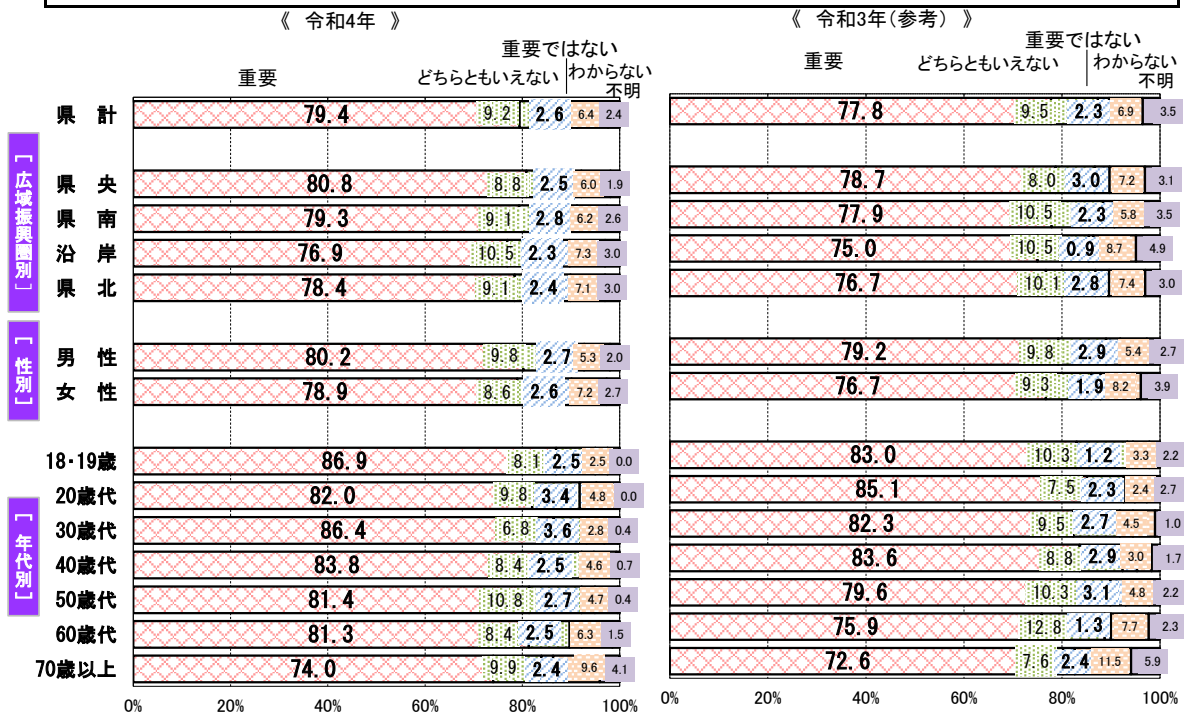 《 令和4年 》
重要
どちらともいえない
重要ではない
わからない
不明
県 計 79.4 9.2 2.6 6.4 2.4
[ 広域振興圏別 ]
県 央 80.8 8.8 2.5 6.0 1.9
県 南 79.3 9.1 2.8 6.2 2.6
沿 岸 76.9 10.5 2.3 7.3 3.0
県 北 78.4 9.1 2.4 7.1 3.0
[ 性別 ]
男 性 80.2 9.8 2.7 5.3 2.0
女 性 78.9 8.6 2.6 7.2 2.7
[ 年代別 ]
18・19歳 86.9 8.1 2.5 2.5 0.0
20歳代 82.0 9.8 3.4 4.8 0.0
30歳代 86.4 6.8 3.6 2.8 0.4
40歳代 83.8 8.4 2.5 4.6 0.7
50歳代 81.4 10.8 2.7 4.7 0.4
60歳代 81.3 8.4 2.5 6.3 1.5
70歳以上 74.0 9.9 2.4 9.6 4.1
0% 20% 40% 60% 80% 100%
《 令和3年(参考) 》
重要
どちらともいえない
重要ではない
わからない
不明
77.8 9.5 2.3 6.9 3.5
78.7 8.0 3.0 7.2 3.1
77.9 10.5 2.3 5.8 3.5
75.0 10.5 0.9 8.7 4.9
76.7 10.1 2.8 7.4 3.0
79.2 9.8 2.9 5.4 2.7
76.7 9.3 1.9 8.2 3.9
83.0 10.3 1.2 3.3 2.2
85.1 7.5 2.3 2.4 2.7
82.3 9.5 2.7 4.5 1.0
83.6 8.8 2.9 3.0 1.7
79.6 10.3 3.1 4.8 2.2
75.9 12.8 1.3 7.7 2.3
72.6 7.6 2.4 11.5 5.9
0% 20% 40% 60% 80% 100%